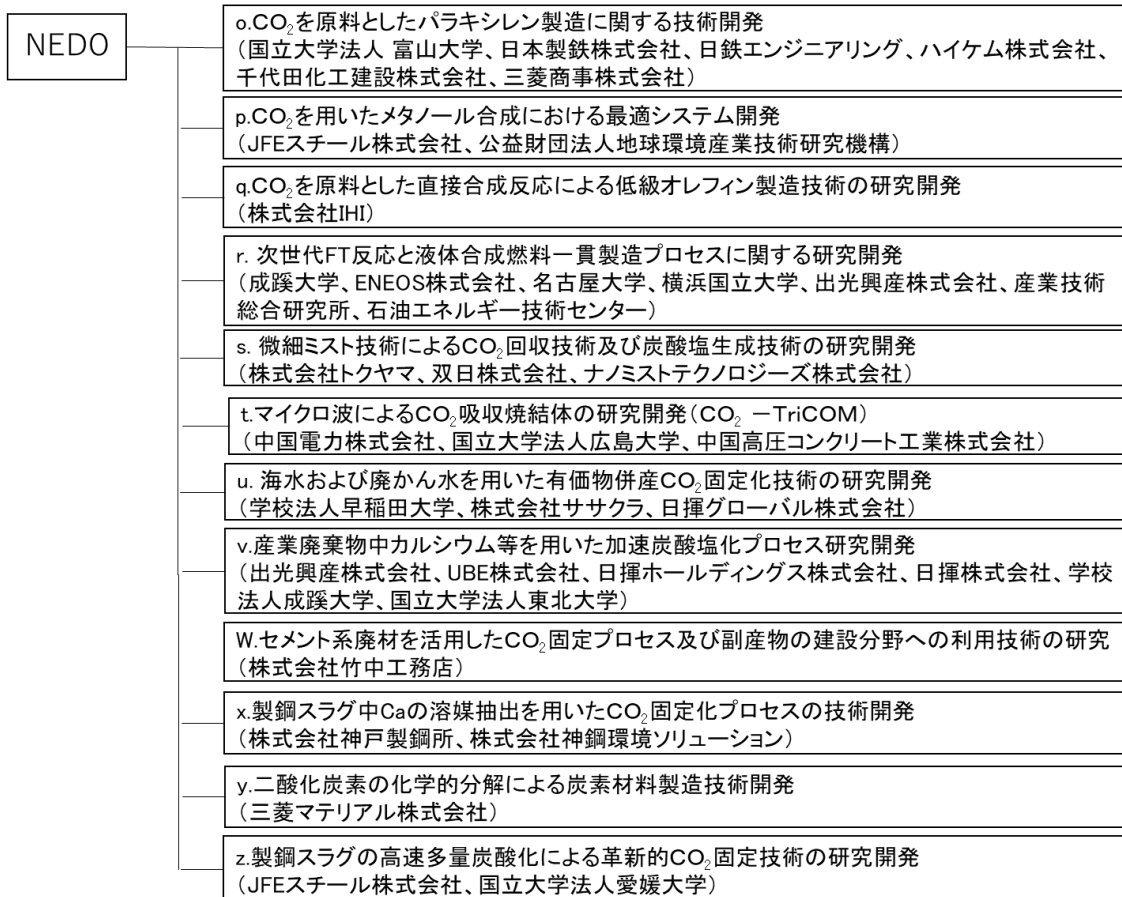 NEDO
o.CO₂を原料としたパラキシレン製造に関する技術開発
（国立大学法人 富山大学、日本製鉄株式会社、日鉄エンジニアリング、ハイケム株式会社、
千代田化工建設株式会社、三菱商事株式会社）
p.CO₂を用いたメタノール合成における最適システム開発
（JFEスチール株式会社、公益財団法人地球環境産業技術研究機構）
q.CO₂を原料とした直接合成反応による低級オレフィン製造技術の研究開発
（株式会社IHI）
r. 次世代FT反応と液体合成燃料一貫製造プロセスに関する研究開発
（成蹊大学、ENEOS株式会社、名古屋大学、横浜国立大学、出光興産株式会社、産業技術
総合研究所、石油エネルギー技術センター）
s. 微細ミスト技術によるCO₂回収技術及び炭酸塩生成技術の研究開発
（株式会社トクヤマ、双日株式会社、ナノミストテクノロジーズ株式会社）
t.マイクロ波によるCO₂吸収焼結体の研究開発（CO₂ －TriCOM）
（中国電力株式会社、国立大学法人広島大学、中国高圧コンクリート工業株式会社）
u. 海水および廃かん水を用いた有価物併産CO₂固定化技術の研究開発
（学校法人早稲田大学、株式会社ササクラ、日揮グローバル株式会社）
v.産業廃棄物中カルシウム等を用いた加速炭酸塩化プロセス研究開発
（出光興産株式会社、UBE株式会社、日揮ホールディングス株式会社、日揮株式会社、学校
法人成蹊大学、国立大学法人東北大学）
W.セメント系廃材を活用したCO₂固定プロセス及び副産物の建設分野への利用技術の研究
（株式会社竹中工務店）
x.製鋼スラグ中Caの溶媒抽出を用いたCO₂固定化プロセスの技術開発
（株式会社神戸製鋼所、株式会社神鋼環境ソリューション）
y.二酸化炭素の化学的分解による炭素材料製造技術開発
（三菱マテリアル株式会社）
z.製鋼スラグの高速多量炭酸化による革新的CO₂固定技術の研究開発
（JFEスチール株式会社、国立大学法人愛媛大学）